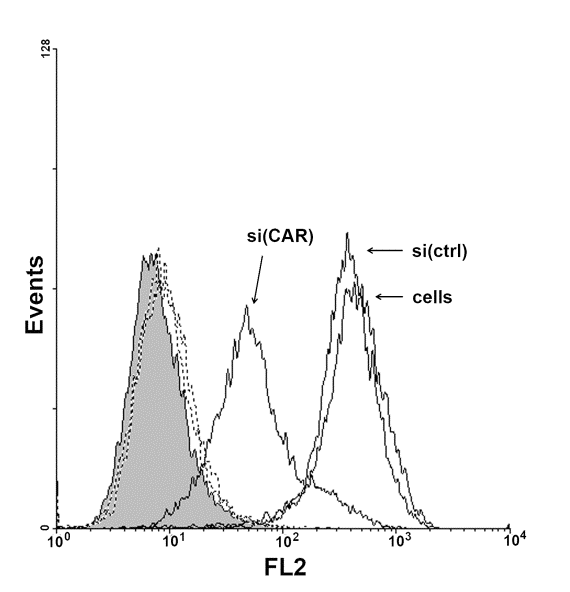 128
si(CAR)
si(ctrl)
cells
Events
0
10^0 10^1 10^2 10^3 10^4
FL2